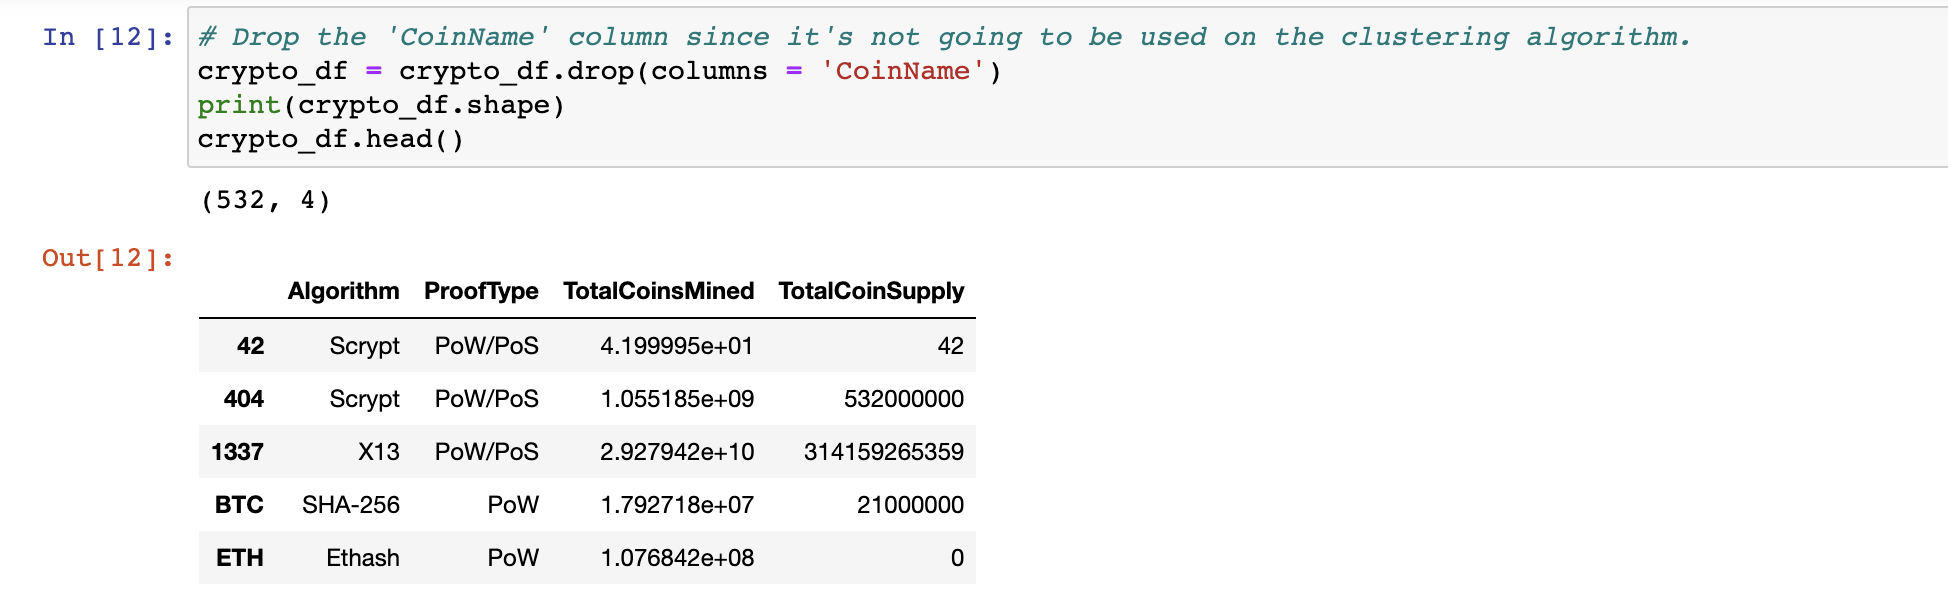 In [12]: # Drop the 'CoinName' column since it's not going to be used on the clustering algorithm.
crypto_df = crypto_df.drop(columns = 'CoinName')
print(crypto_df.shape)
crypto_df.head()
(532, 4)
Out[12]:
Algorithm ProofType TotalCoinsMined TotalCoinSupply
42 Scrypt PoW/PoS 4.199995e+01 42
404 Scrypt PoW/PoS 1.055185e+09 532000000
1337 X13 PoW/PoS 2.927942e+10 314159265359
BTC SHA-256 PoW 1.792718e+07 21000000
ETH Ethash PoW 1.076842e+08 0